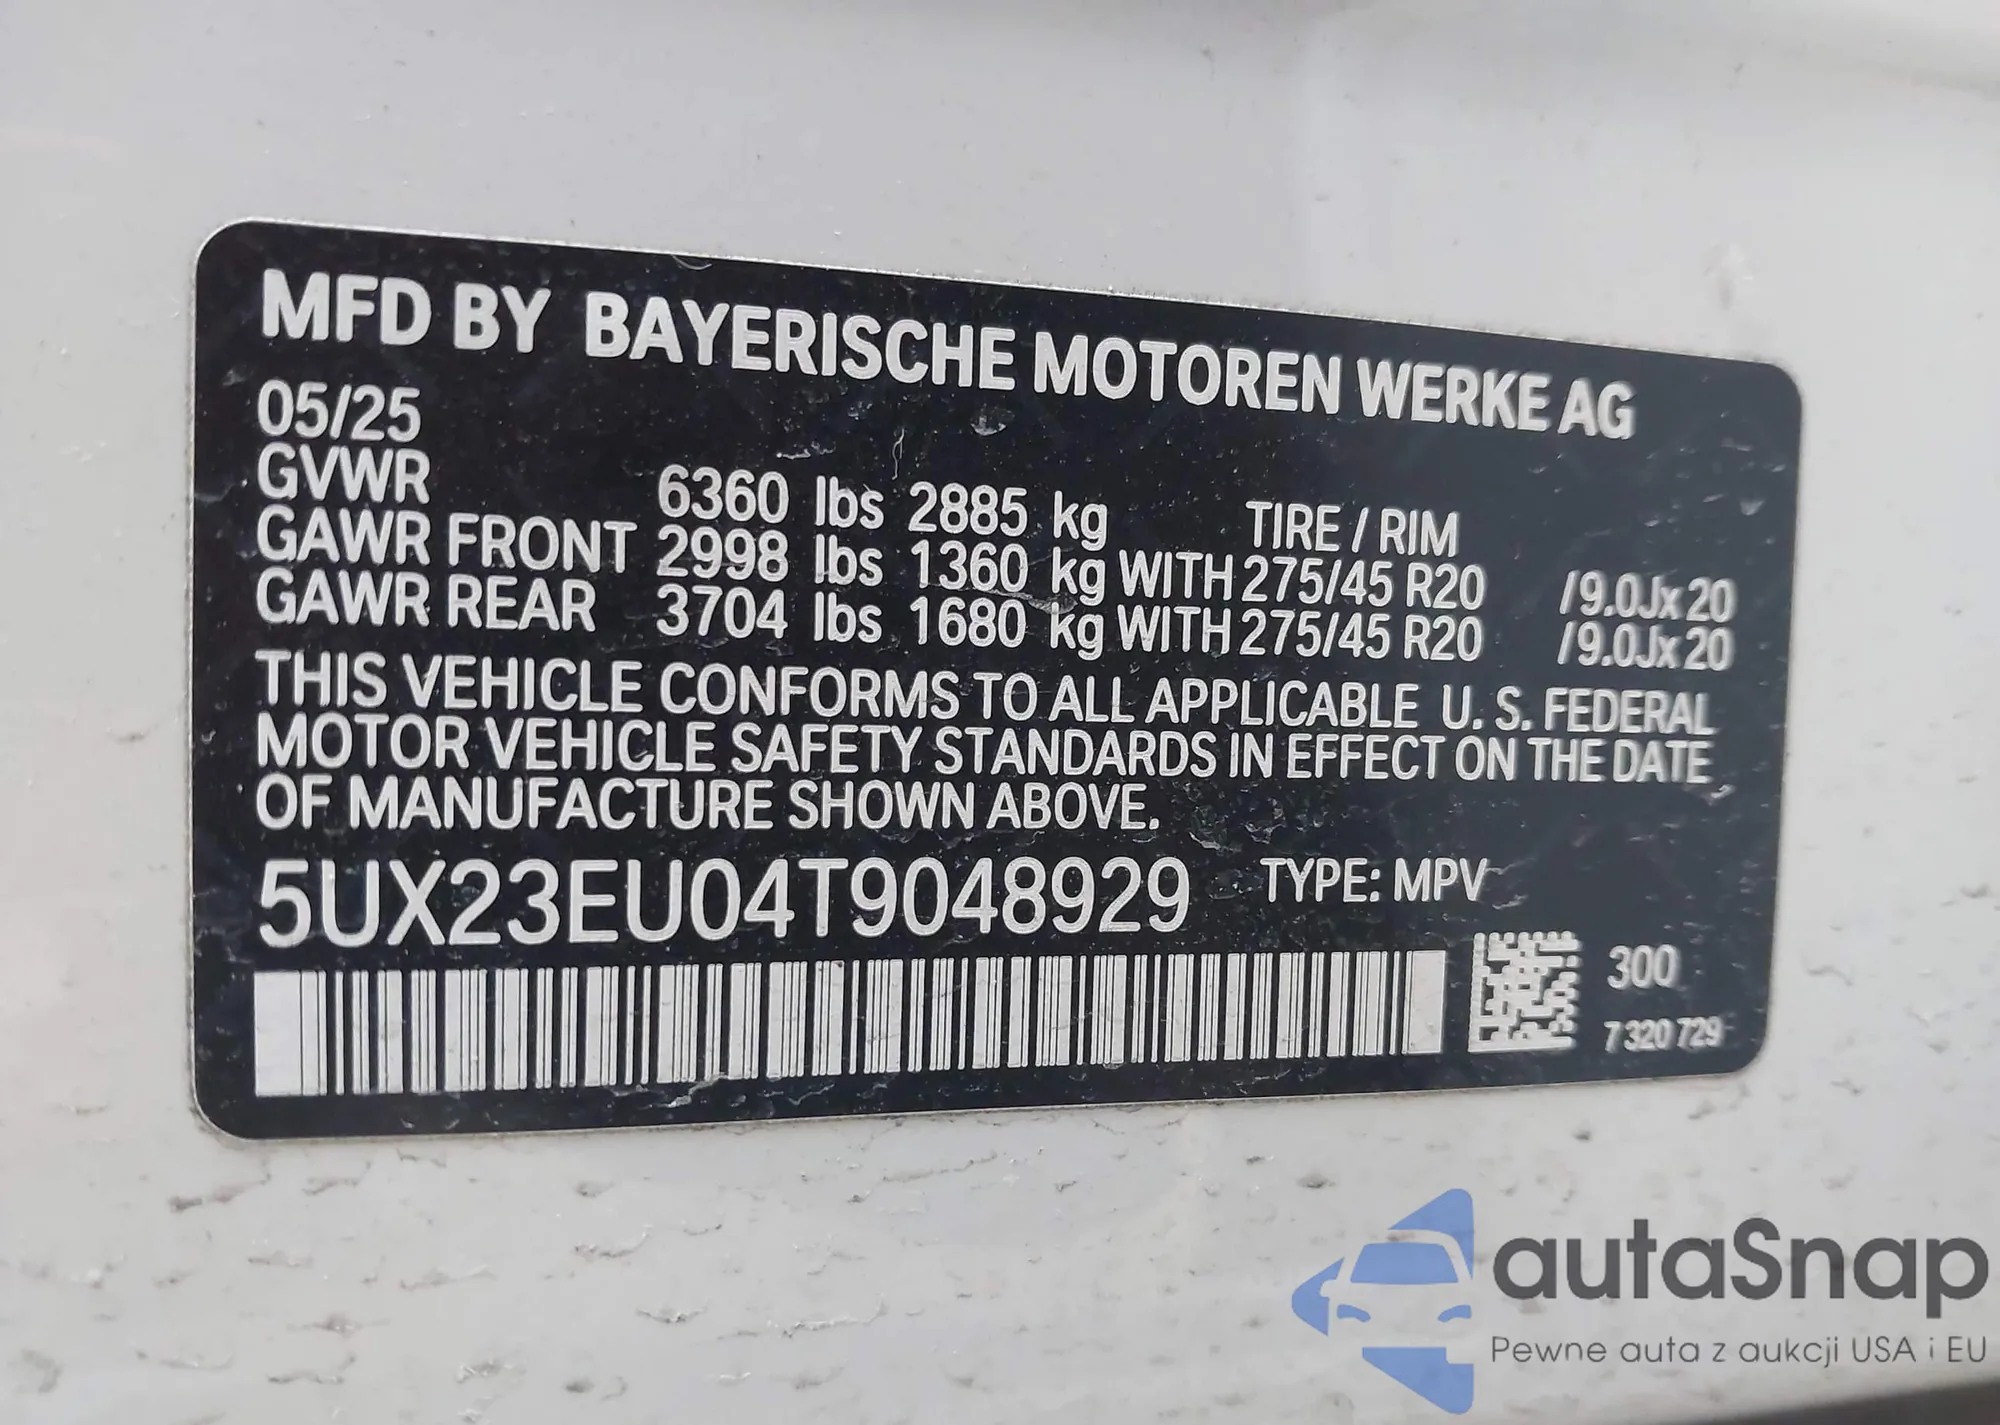 MFD BY BAYERISCHE MOTOREN WERKE AG
05/25
GVWR 6360 lbs 2885 kg TIRE / RIM
GAWR FRONT 2998 lbs 1360 kg WITH 275/45 R20 /9.0Jx20
GAWR REAR 3704 lbs 1680 kg WITH 275/45 R20 /9.0Jx20
THIS VEHICLE CONFORMS TO ALL APPLICABLE U. S. FEDERAL
MOTOR VEHICLE SAFETY STANDARDS IN EFFECT ON THE DATE
OF MANUFACTURE SHOWN ABOVE.
5UX23EU04T9048929 TYPE: MPV
300
7 320 729
autaSnap
Pewne auta z aukcji USA i EU